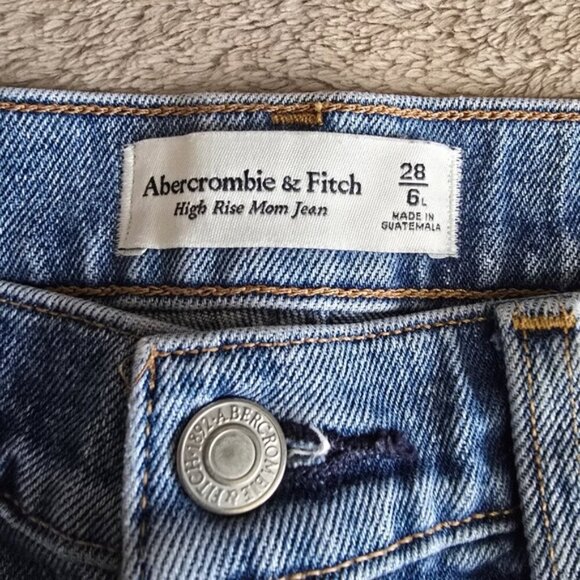 Abercrombie & Fitch
High Rise Mom Jean
28
6L
MADE IN
GUATEMALA
ABERCROMBIE & FITCH·1892·